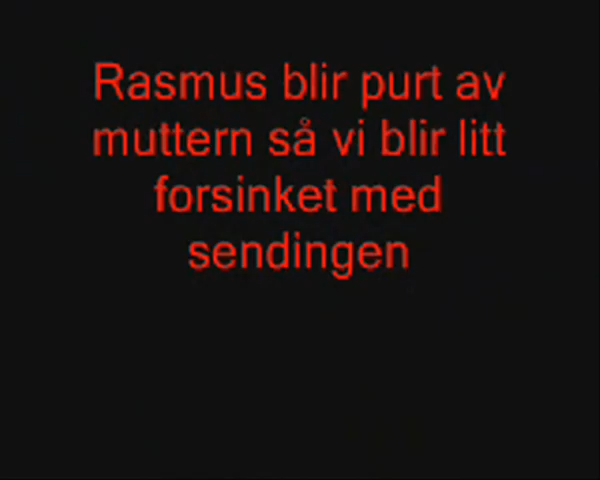 Rasmus blir purt av
muttern så vi blir litt
forsinket med
sendingen